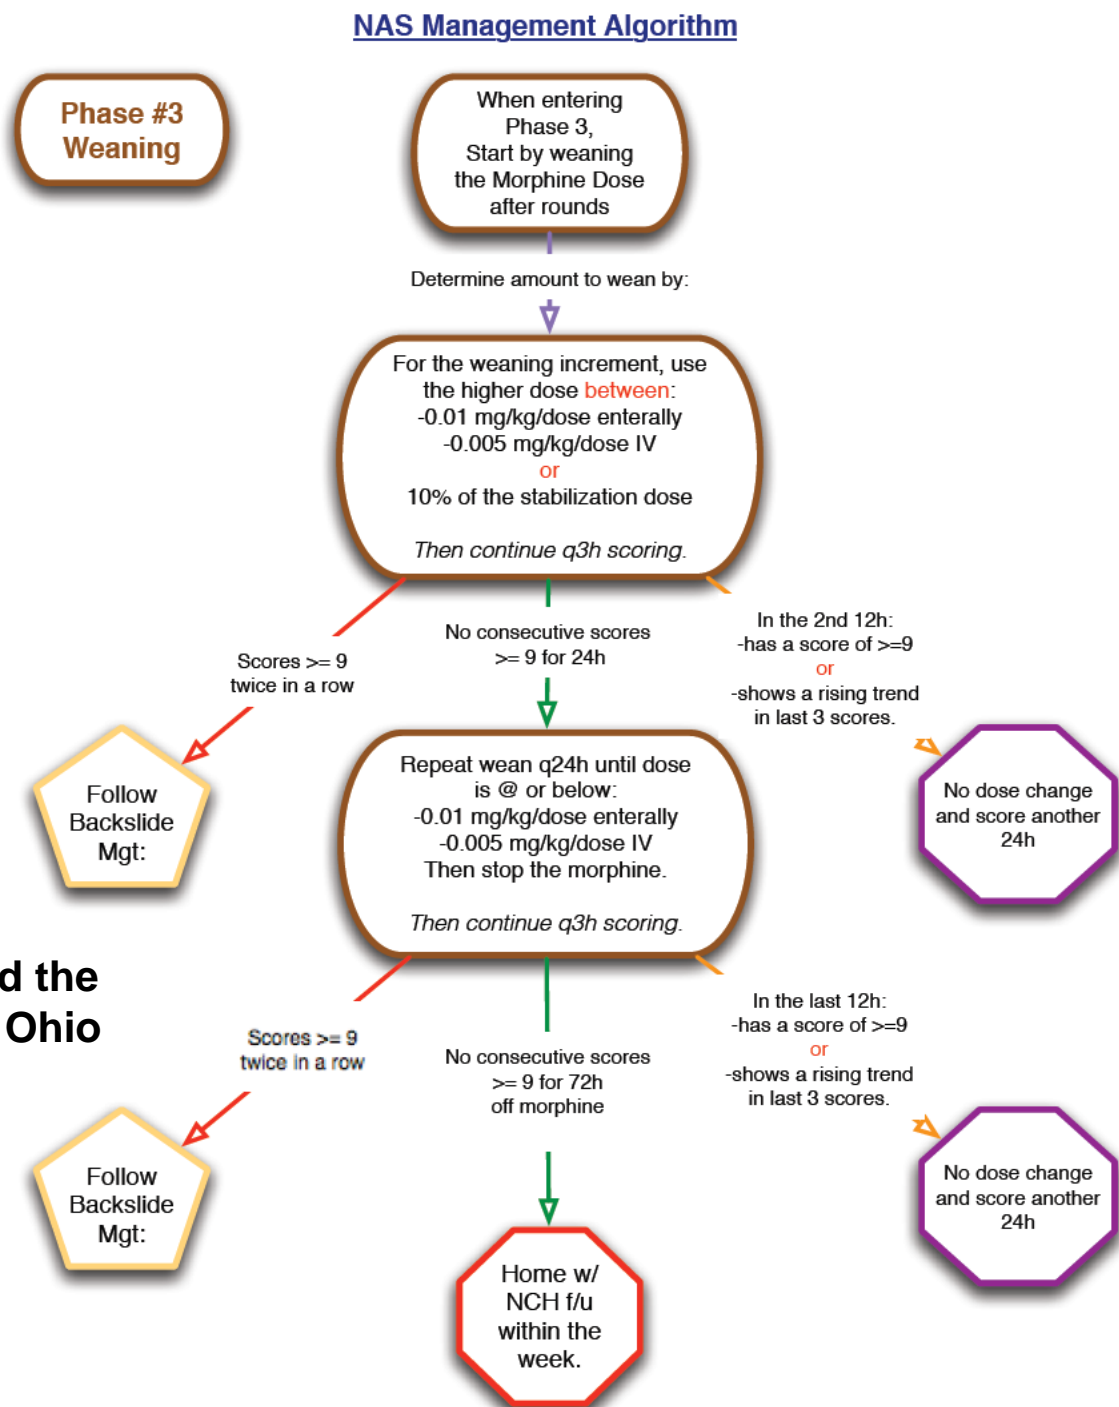 NAS Management Algorithm
Phase #3
Weaning
When entering
Phase 3,
Start by weaning
the Morphine Dose
after rounds
Determine amount to wean by:
For the weaning increment, use
the higher dose between:
-0.01 mg/kg/dose enterally
-0.005 mg/kg/dose IV
or
10% of the stabilization dose
Then continue q3h scoring.
Scores >= 9
twice in a row
No consecutive scores
>= 9 for 24h
In the 2nd 12h:
-has a score of >=9
or
-shows a rising trend
in last 3 scores.
Follow
Backslide
Mgt:
Repeat wean q24h until dose
is @ or below:
-0.01 mg/kg/dose enterally
-0.005 mg/kg/dose IV
Then stop the morphine.
Then continue q3h scoring.
No dose change
and score another
24h
d the
Ohio
Scores >= 9
twice in a row
No consecutive scores
>= 9 for 72h
off morphine
In the last 12h:
-has a score of >=9
or
-shows a rising trend
in last 3 scores.
Follow
Backslide
Mgt:
Home w/
NCH f/u
within the
week.
No dose change
and score another
24h